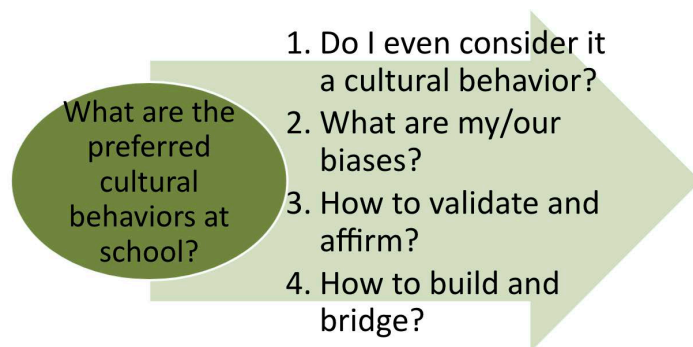 What are the
preferred
cultural
behaviors at
school?
1. Do I even consider it
a cultural behavior?
2. What are my/our
biases?
3. How to validate and
affirm?
4. How to build and
bridge?